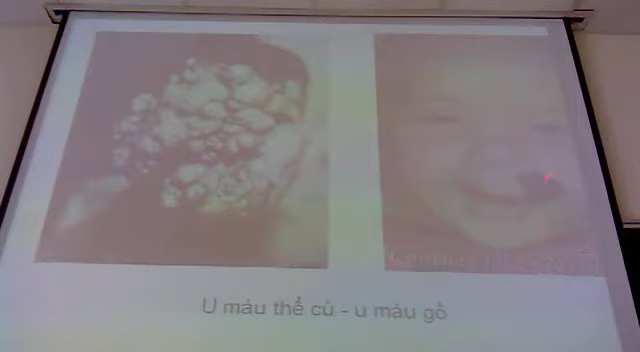 U máu thể củ - u máu gồ